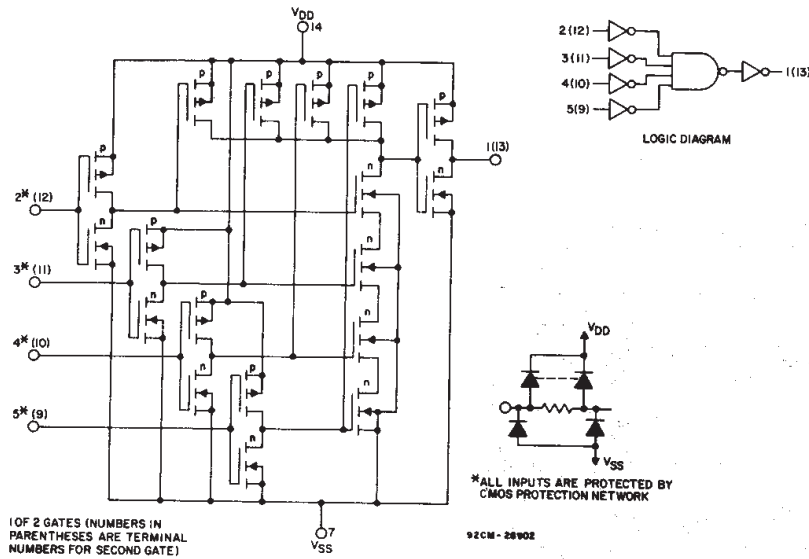 VDD
14
p
p
p
p
p
p
n
1(13)
n
2*(12)
n
p
3*(11)
n
n
p
4*(10)
n
n
p
5*(9)
n
n
7
VSS
1 OF 2 GATES (NUMBERS IN
PARENTHESES ARE TERMINAL
NUMBERS FOR SECOND GATE)
2(12)
3(11)
4(10)
5(9)
1(13)
LOGIC DIAGRAM
VDD
VSS
*ALL INPUTS ARE PROTECTED BY
CMOS PROTECTION NETWORK
92CM-28902